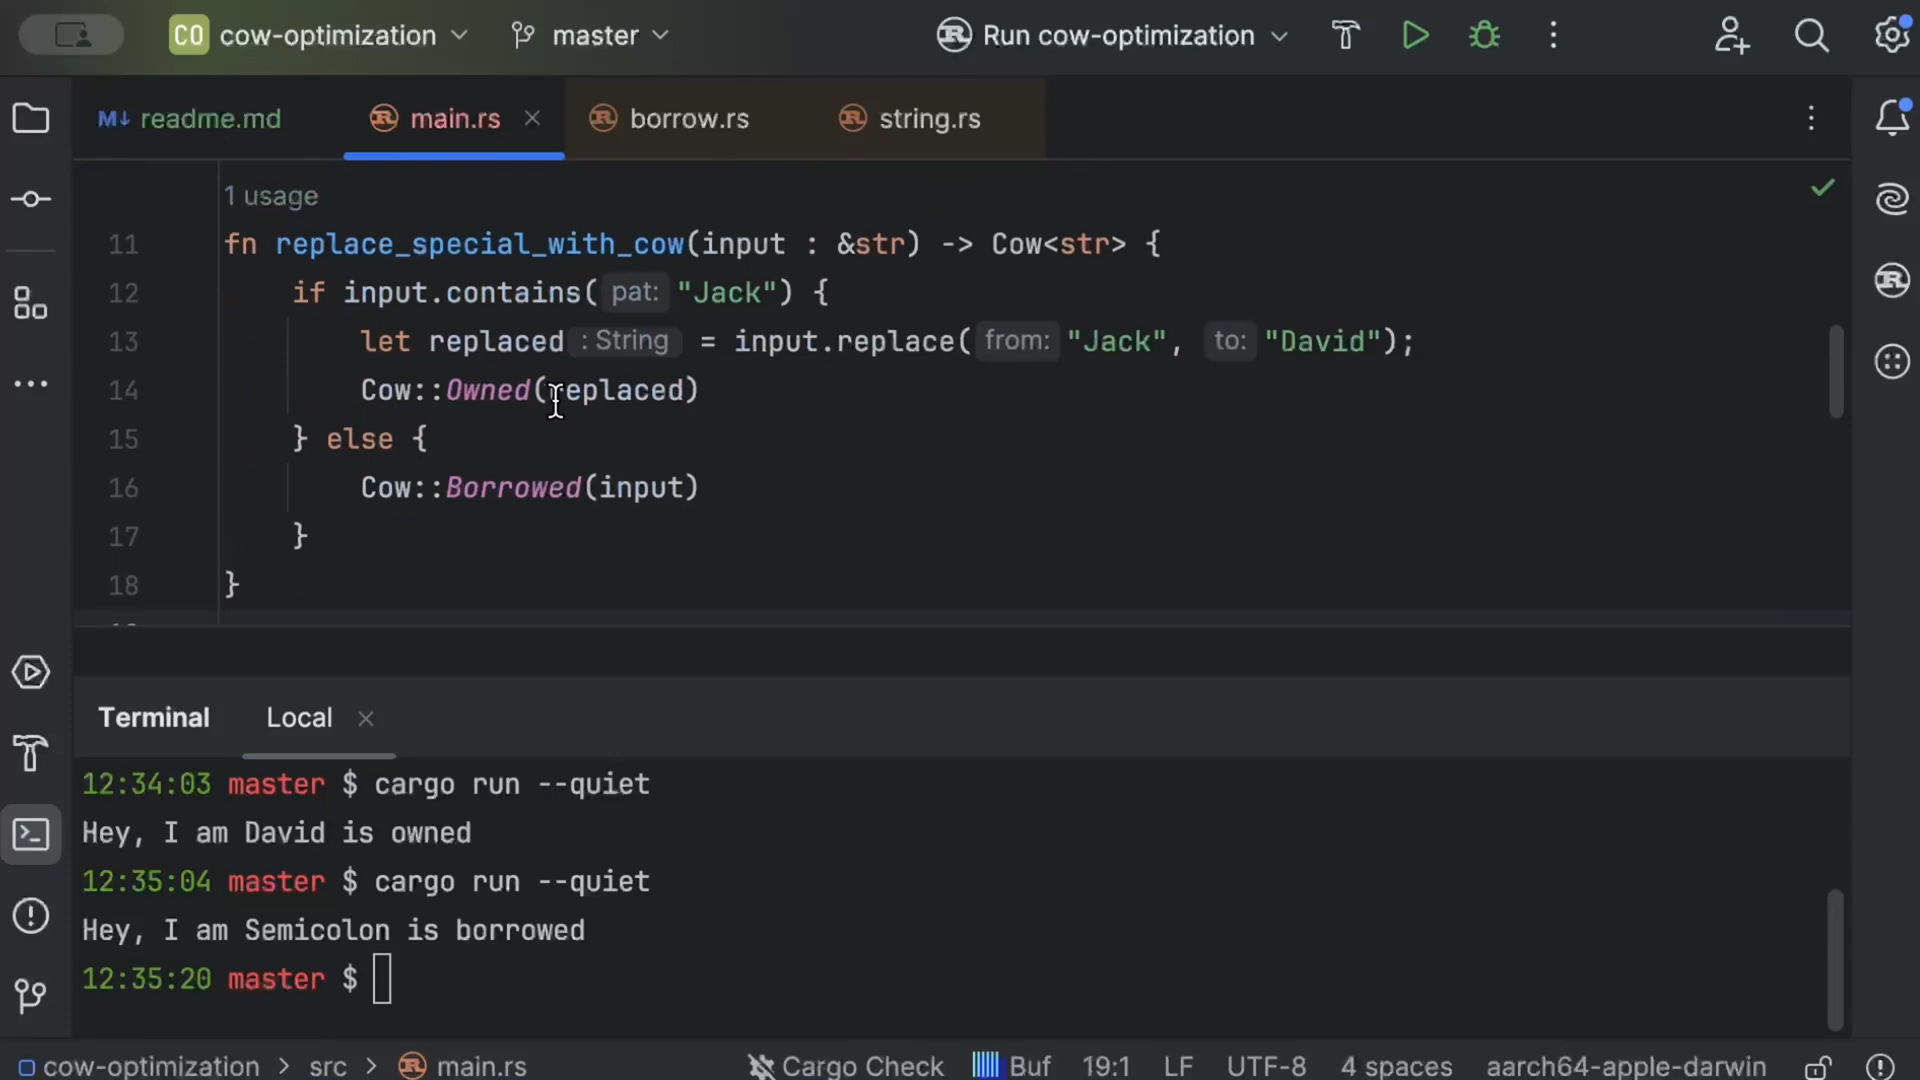 CO cow-optimization master Run cow-optimization
M↓ readme.md main.rs borrow.rs string.rs
1 usage
11 fn replace_special_with_cow(input : &str) -> Cow<str> {
12 if input.contains( pat: "Jack") {
13 let replaced : String = input.replace( from: "Jack", to: "David");
14 Cow::Owned(replaced)
15 } else {
16 Cow::Borrowed(input)
17 }
18 }
Terminal Local
12:34:03 master $ cargo run --quiet
Hey, I am David is owned
12:35:04 master $ cargo run --quiet
Hey, I am Semicolon is borrowed
12:35:20 master $
cow-optimization > src > main.rs Cargo Check Buf 19:1 LF UTF-8 4 spaces aarch64-apple-darwin